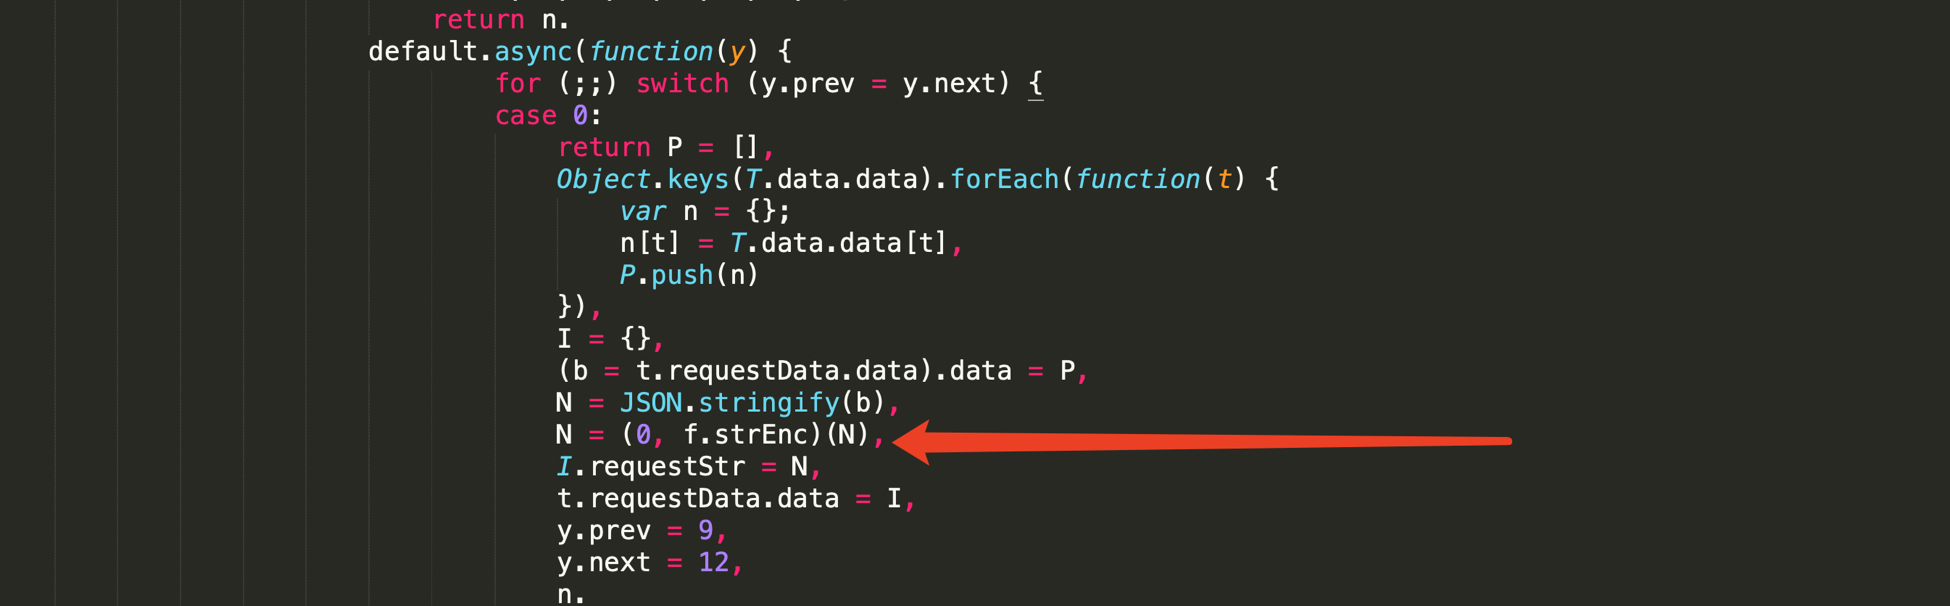 return n.
default.async(function(y) {
for (;;) switch (y.prev = y.next) {
case 0:
return P = [],
Object.keys(T.data.data).forEach(function(t) {
var n = {};
n[t] = T.data.data[t],
P.push(n)
}),
I = {},
(b = t.requestData.data).data = P,
N = JSON.stringify(b),
N = (0, f.strEnc)(N),
I.requestStr = N,
t.requestData.data = I,
y.prev = 9,
y.next = 12,
n.